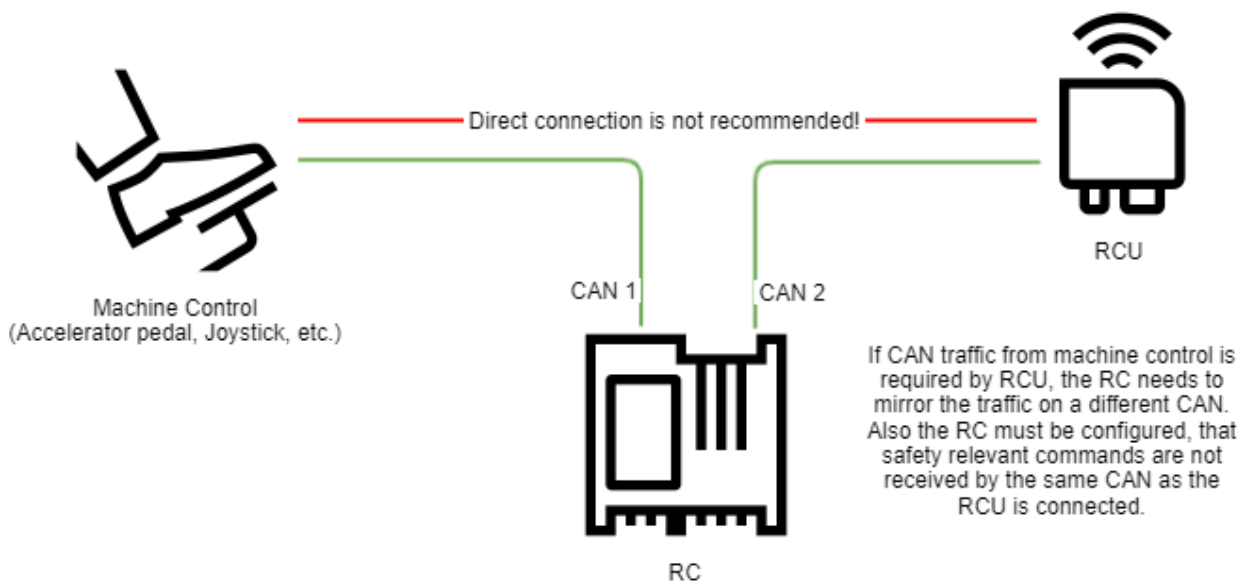 Direct connection is not recommended!
RCU
CAN 1
CAN 2
Machine Control
(Accelerator pedal, Joystick, etc.)
If CAN traffic from machine control is
required by RCU, the RC needs to
mirror the traffic on a different CAN.
Also the RC must be configured, that
safety relevant commands are not
received by the same CAN as the
RCU is connected.
RC